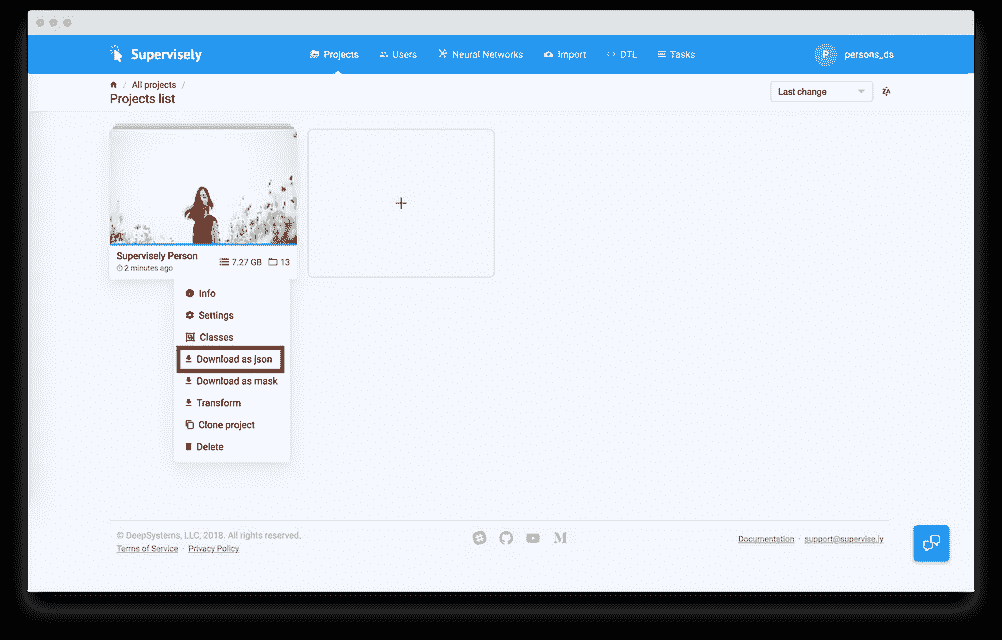 Supervisely Projects Users Neural Networks Import DTL Tasks P persons_ds
/ All projects /
Projects list
Last change
ZA
+
Supervisely Person
2 minutes ago
7.27 GB 13
Info
Settings
Classes
Download as json
Download as mask
Transform
Clone project
Delete
© DeepSystems, LLC, 2018. All rights reserved.
Terms of Service · Privacy Policy
Documentation · support@supervise.ly